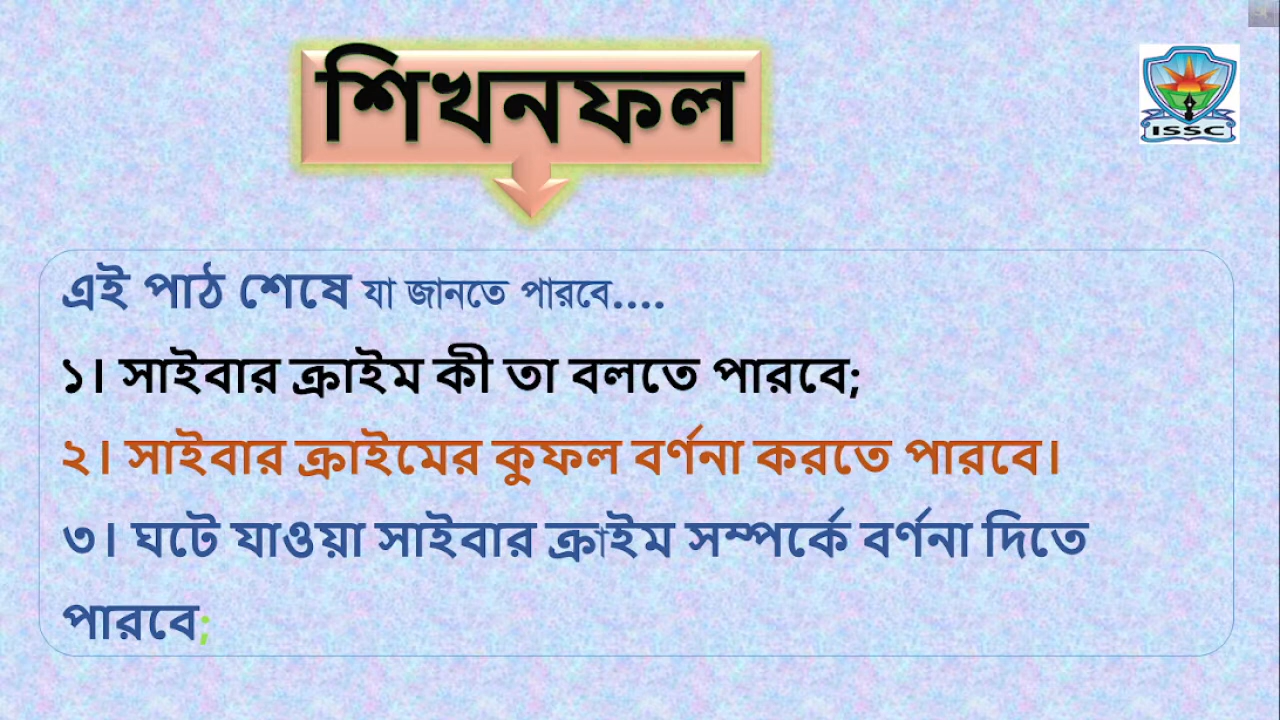 শিখনফল
ISSC
এই পাঠ শেষে যা জানতে পারবে....
১। সাইবার ক্রাইম কী তা বলতে পারবে;
২। সাইবার ক্রাইমের কুফল বর্ণনা করতে পারবে।
৩। ঘটে যাওয়া সাইবার ক্রাইম সম্পর্কে বর্ণনা দিতে
পারবে;